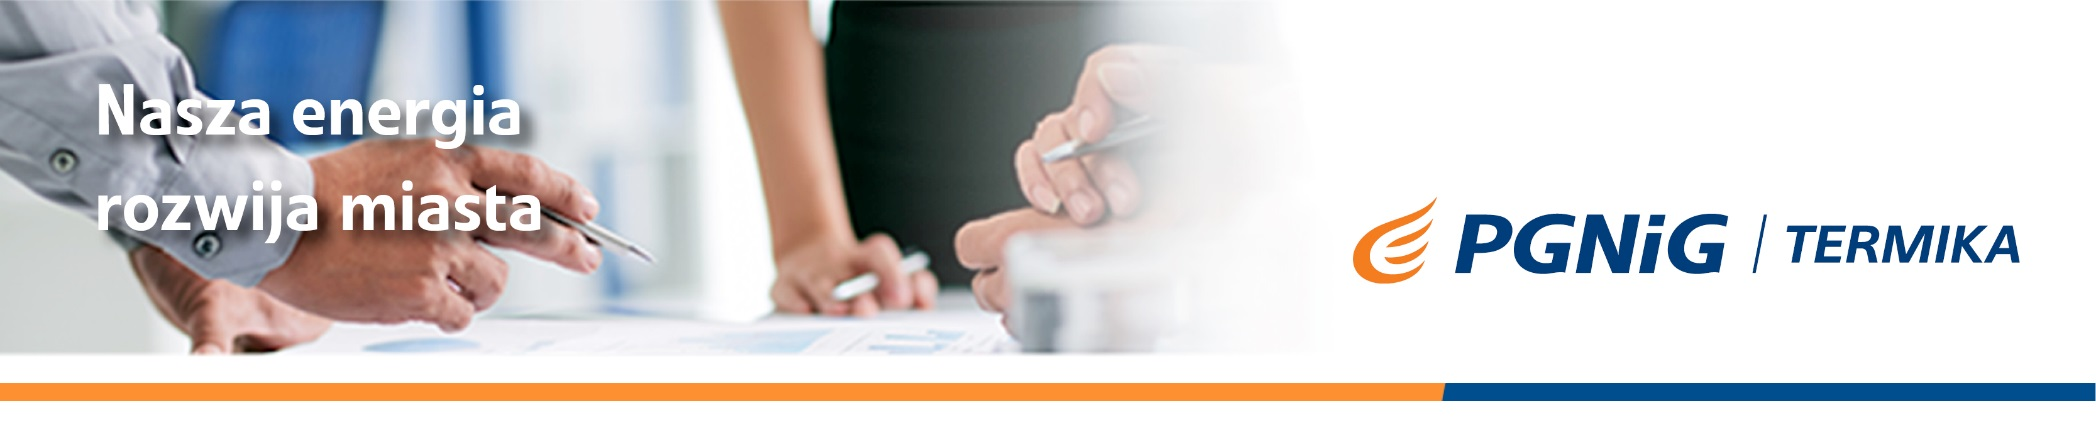 Nasza energia
rozwija miasta
PGNiG | TERMIKA